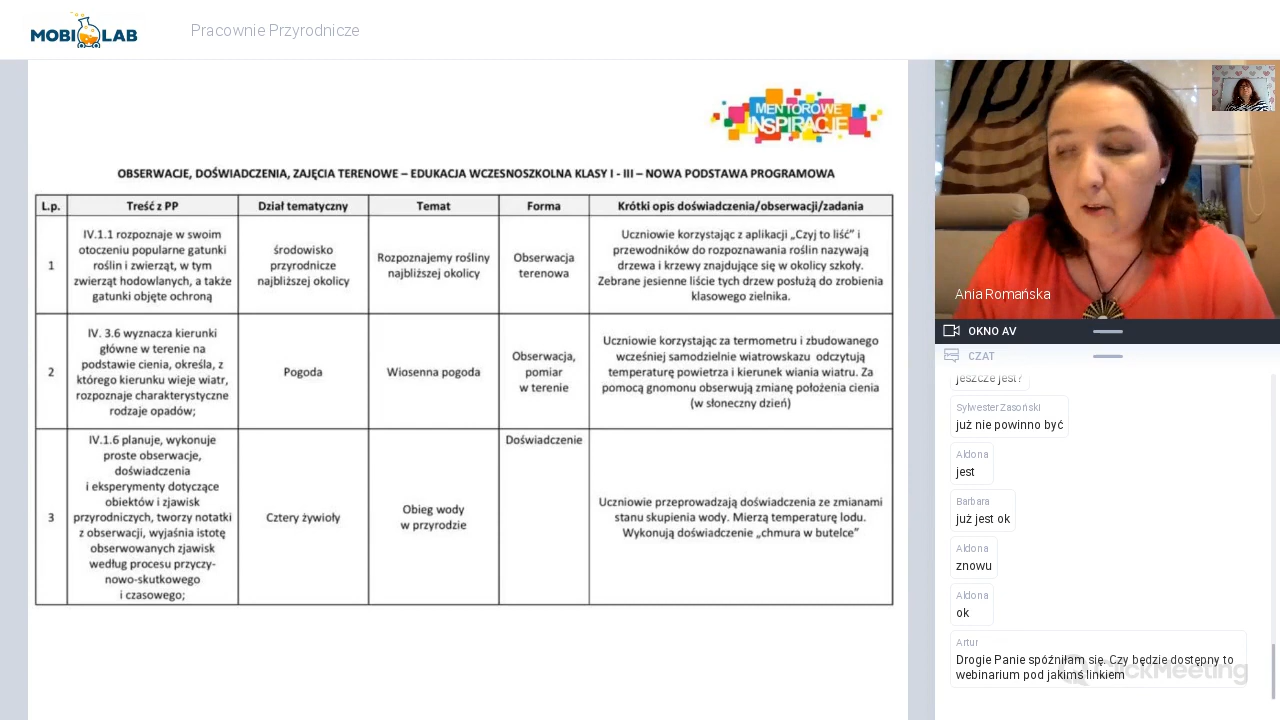 MOBILAB
Pracownie Przyrodnicze
MENTOROWE
INSPIRACJE
OBSERWACJE, DOŚWIADCZENIA, ZAJĘCIA TERENOWE – EDUKACJA WCZESNOSZKOLNA KLASY I - III – NOWA PODSTAWA PROGRAMOWA
L.p.
Treść z PP
Dział tematyczny
Temat
Forma
Krótki opis doświadczenia/obserwacji/zadania
1
IV.1.1 rozpoznaje w swoim
otoczeniu popularne gatunki
roślin i zwierząt, w tym
zwierząt hodowlanych, a także
gatunki objęte ochroną
środowisko
przyrodnicze
najbliższej okolicy
Rozpoznajemy rośliny
najbliższej okolicy
Obserwacja
terenowa
Uczniowie korzystając z aplikacji „Czyj to liść" i
przewodników do rozpoznawania roślin nazywają
drzewa i krzewy znajdujące się w okolicy szkoły.
Zebrane jesienne liście tych drzew posłużą do zrobienia
klasowego zielnika.
2
IV. 3.6 wyznacza kierunki
główne w terenie na
podstawie cienia, określa, z
którego kierunku wieje wiatr,
rozpoznaje charakterystyczne
rodzaje opadów;
Pogoda
Wiosenna pogoda
Obserwacja,
pomiar
w terenie
Uczniowie korzystając za termometru i zbudowanego
wcześniej samodzielnie wiatrowskazu odczytują
temperaturę powietrza i kierunek wiania wiatru. Za
pomocą gnomonu obserwują zmianę położenia cienia
(w słoneczny dzień)
3
IV.1.6 planuje, wykonuje
proste obserwacje,
doświadczenia
i eksperymenty dotyczące
obiektów i zjawisk
przyrodniczych, tworzy notatki
z obserwacji, wyjaśnia istotę
obserwowanych zjawisk
według procesu przyczy-
nowo-skutkowego
i czasowego;
Cztery żywioły
Obieg wody
w przyrodzie
Doświadczenie
Uczniowie przeprowadzają doświadczenia ze zmianami
stanu skupienia wody. Mierzą temperaturę lodu.
Wykonują doświadczenie „chmura w butelce"
Ania Romańska
OKNO AV
CZAT
jeszcze jest?
Sylwester Zasoński
już nie powinno być
Aldona
jest
Barbara
już jest ok
Aldona
znowu
Aldona
ok
Artur
Drogie Panie spóźniłam się. Czy będzie dostępny to
webinarium pod jakimś linkiem
ClickMeeting